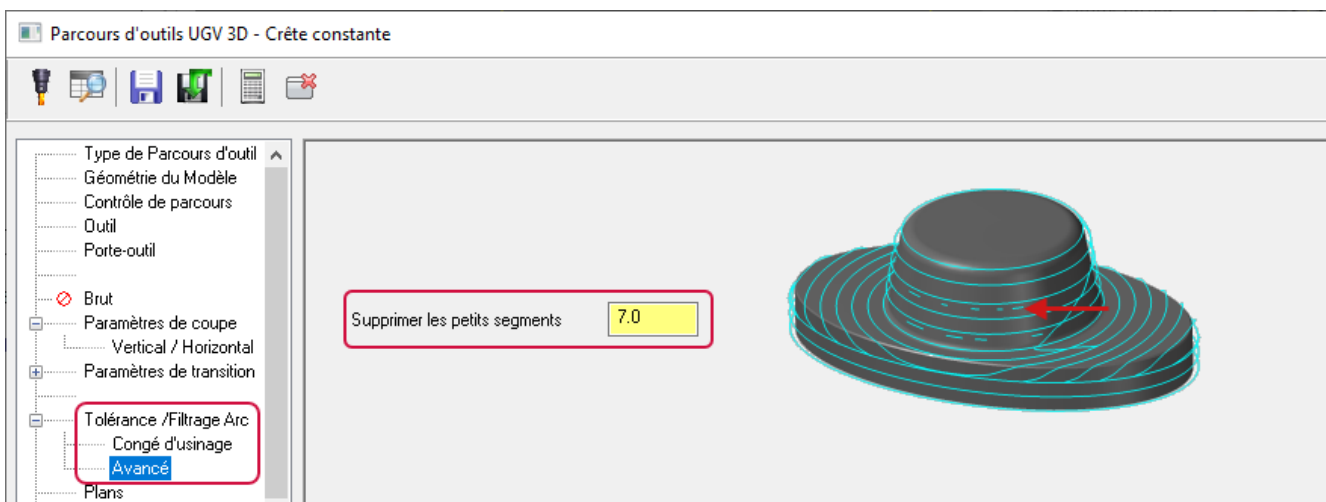 Parcours d'outils UGV 3D - Crête constante
Type de Parcours d'outil
Géométrie du Modèle
Contrôle de parcours
Outil
Porte-outil
Brut
Paramètres de coupe
Vertical / Horizontal
Paramètres de transition
Tolérance /Filtrage Arc
Congé d'usinage
Avancé
Plans
Supprimer les petits segments 7.0